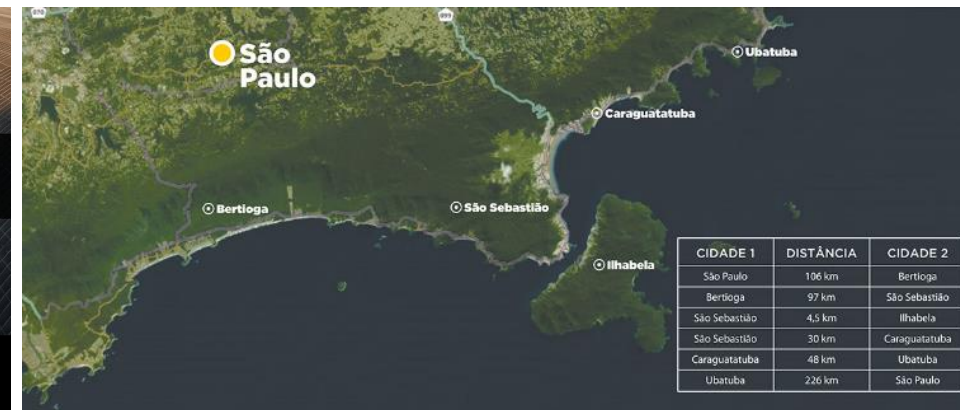 070
099
São
Paulo
Ubatuba
Caraguatatuba
Bertioga
São Sebastião
Ilhabela
CIDADE 1 DISTÂNCIA CIDADE 2
São Paulo 106 km Bertioga
Bertioga 97 km São Sebastião
São Sebastião 4,5 km Ilhabela
São Sebastião 30 km Caraguatatuba
Caraguatatuba 48 km Ubatuba
Ubatuba 226 km São Paulo